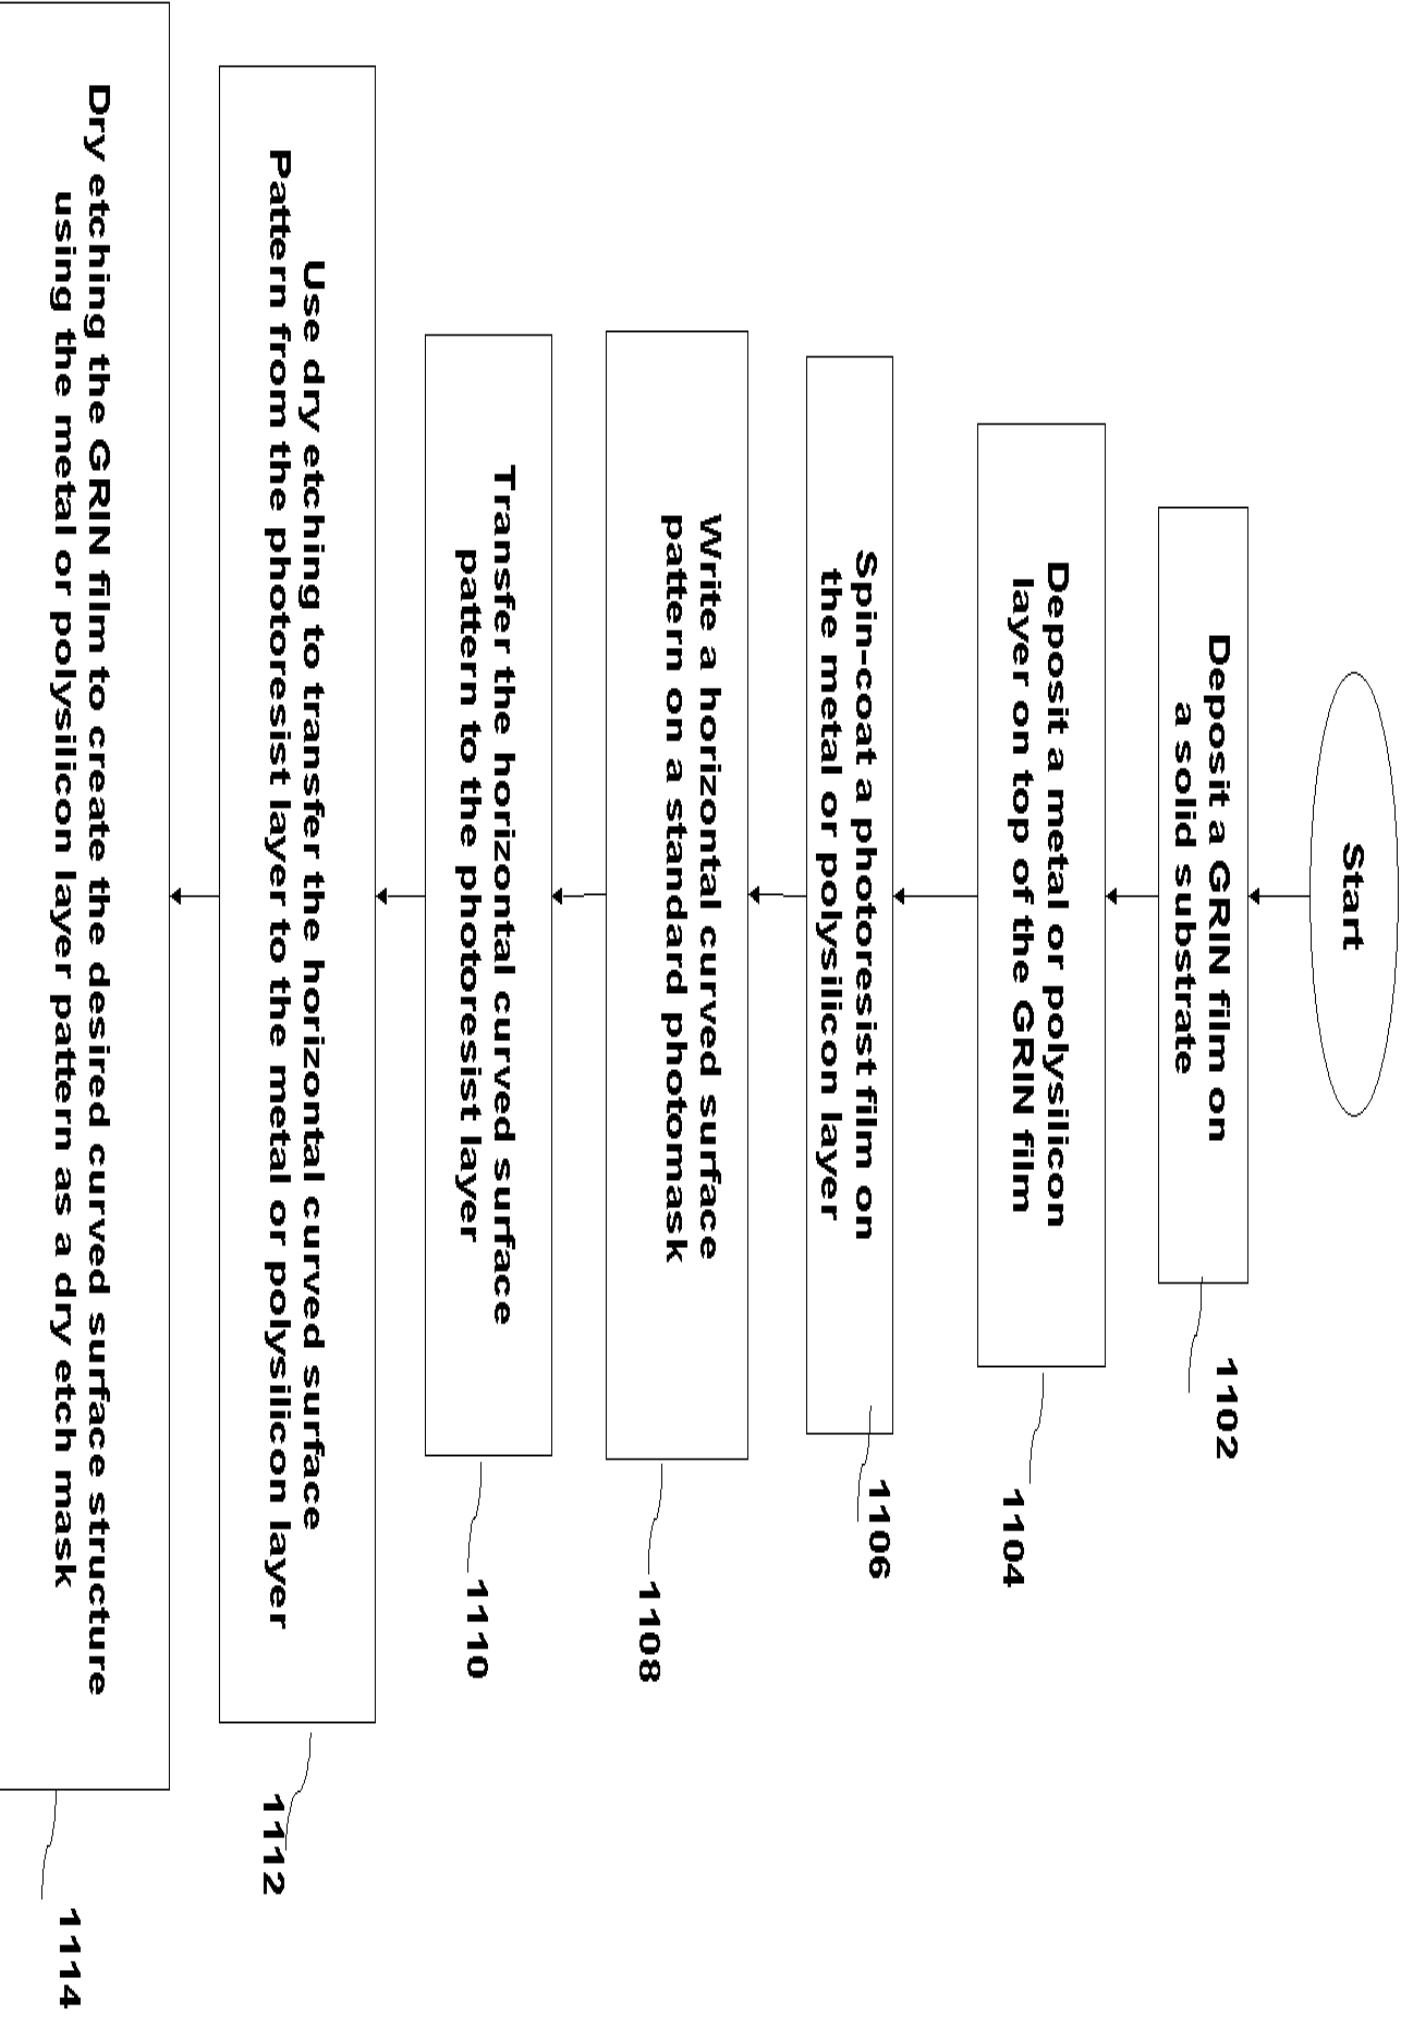 Start
Deposit a GRIN film on
a solid substrate
1102
Deposit a metal or polysilicon
layer on top of the GRIN film
1104
Spin-coat a photoresist film on
the metal or polysilicon layer
1106
Write a horizontal curved surface
pattern on a standard photomask
1108
Transfer the horizontal curved surface
pattern to the photoresist layer
1110
Use dry etching to transfer the horizontal curved surface
Pattern from the photoresist layer to the metal or polysilicon layer
1112
Dry etching the GRIN film to create the desired curved surface structure
using the metal or polysilicon layer pattern as a dry etch mask
1114